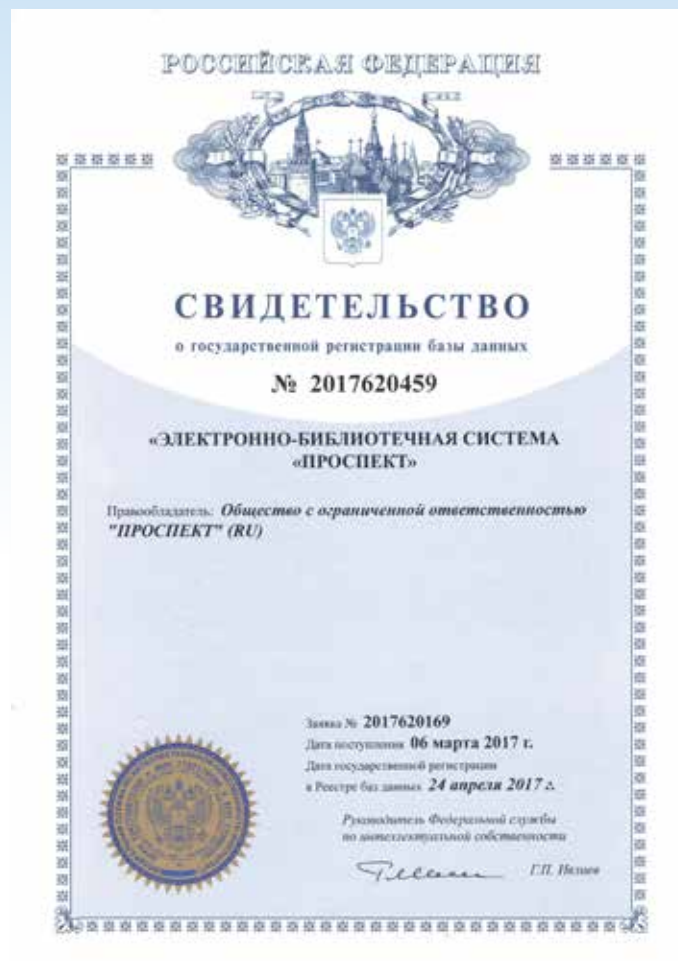 РОССИЙСКАЯ ФЕДЕРАЦИЯ
СВИДЕТЕЛЬСТВО
о государственной регистрации базы данных
№ 2017620459
«ЭЛЕКТРОННО-БИБЛИОТЕЧНАЯ СИСТЕМА
«ПРОСПЕКТ»
Правообладатель: Общество с ограниченной ответственностью
"ПРОСПЕКТ" (RU)
Заявка № 2017620169
Дата поступления 06 марта 2017 г.
Дата государственной регистрации
в Реестре баз данных 24 апреля 2017 г.
Руководитель Федеральной службы
по интеллектуальной собственности
Г.П. Ивлиев